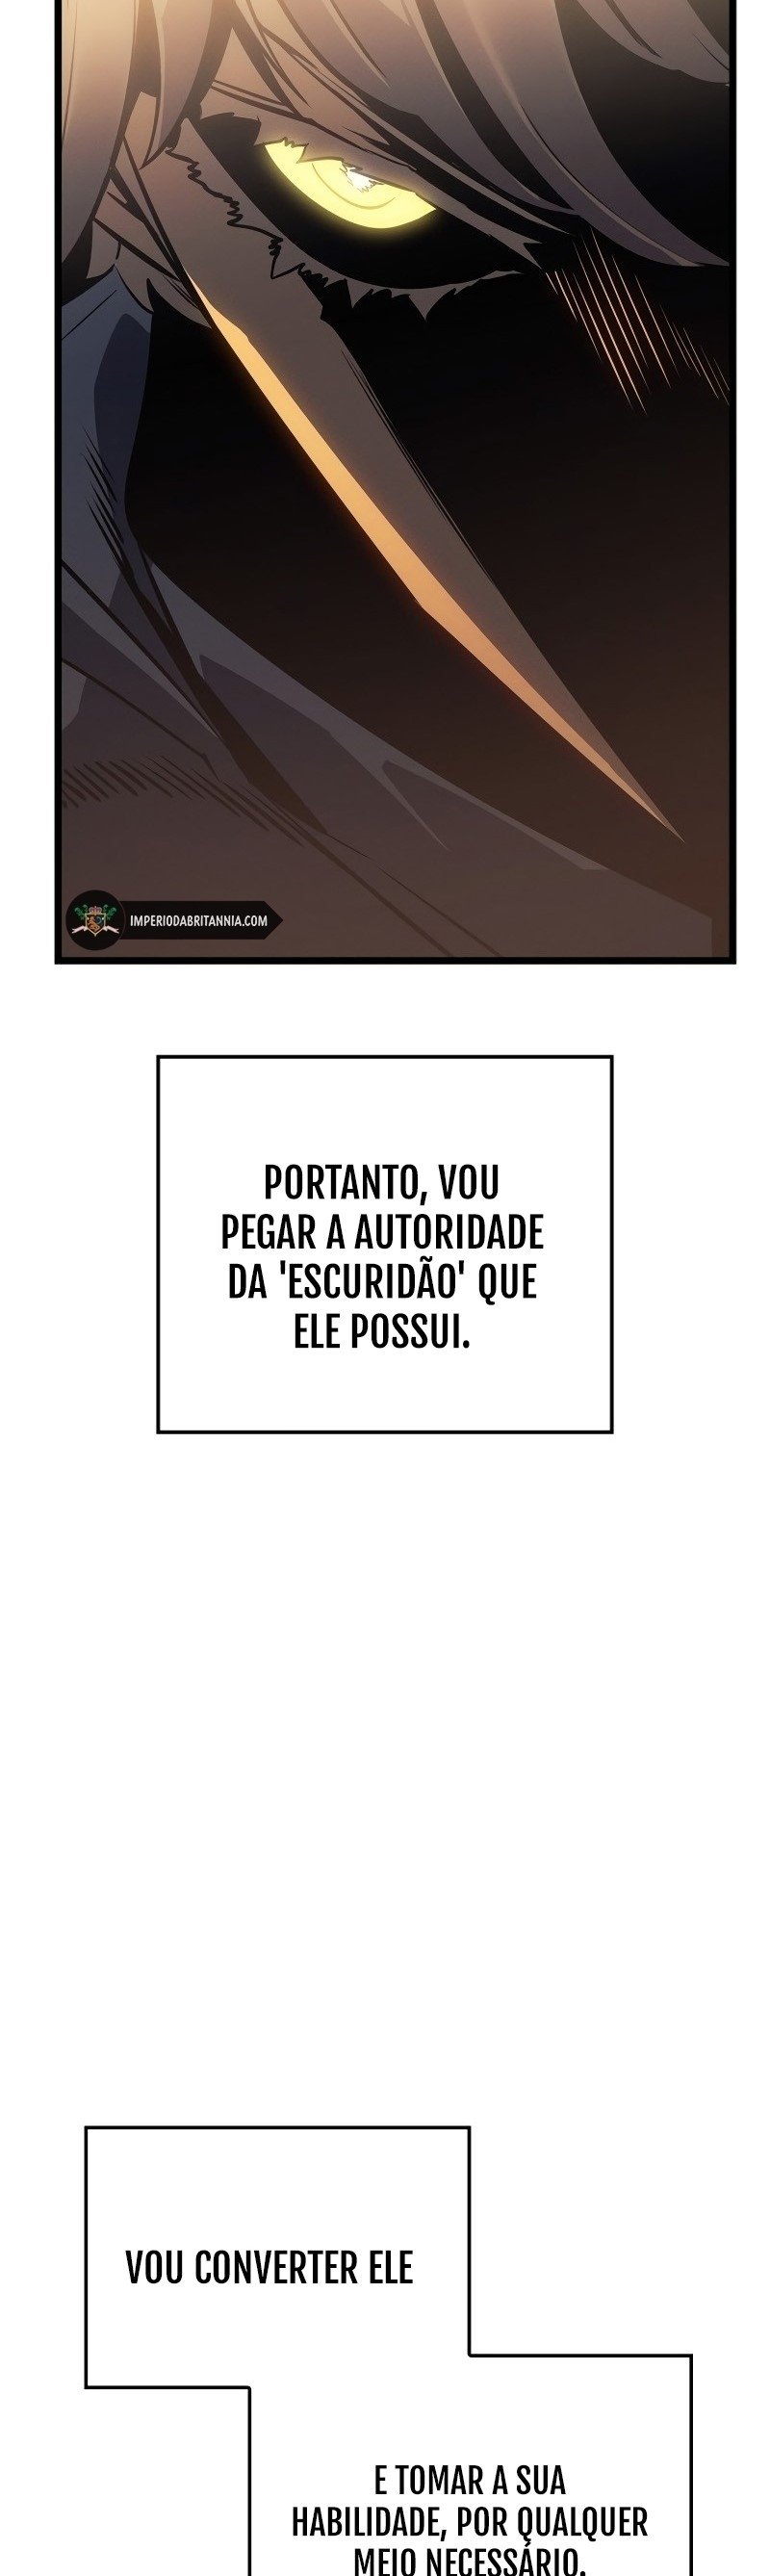 IMPERIODABRITANNIA.COM
PORTANTO, VOU
PEGAR A AUTORIDADE
DA 'ESCURIDÃO' QUE
ELE POSSUI.
VOU CONVERTER ELE
E TOMAR A SUA
HABILIDADE, POR QUALQUER
MEIO NECESSÁRIO.